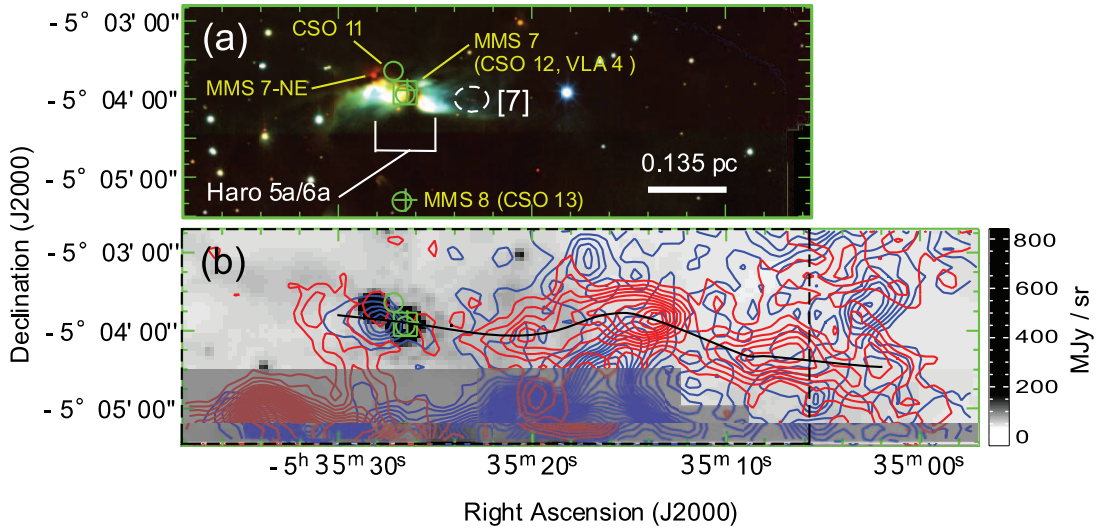 - 5° 03' 00"
(a)
CSO 11
MMS 7
(CSO 12, VLA 4 )
MMS 7-NE
- 5° 04' 00"
[7]
0.135 pc
- 5° 05' 00"
Haro 5a/6a
MMS 8 (CSO 13)
Declination (J2000)
(b)
- 5° 03' 00"
- 5° 04' 00"
- 5° 05' 00"
800
600
400
200
0
MJy / sr
- 5h 35m 30s
35m 20s
35m 10s
35m 00s
Right Ascension (J2000)